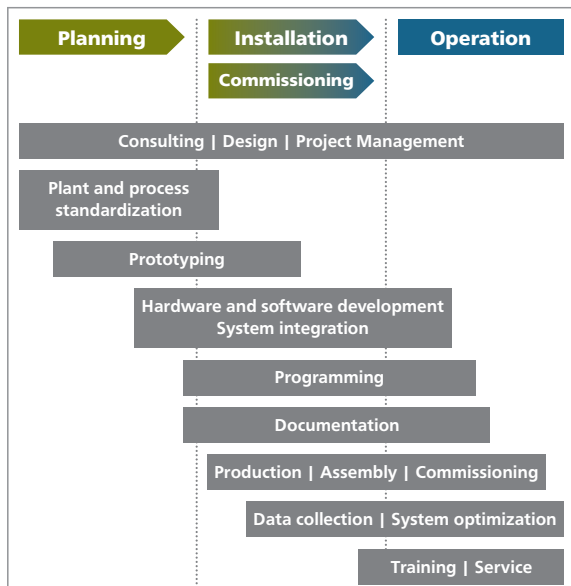 Planning
Installation
Operation
Commissioning
Consulting | Design | Project Management
Plant and process
standardization
Prototyping
Hardware and software development
System integration
Programming
Documentation
Production | Assembly | Commissioning
Data collection | System optimization
Training | Service